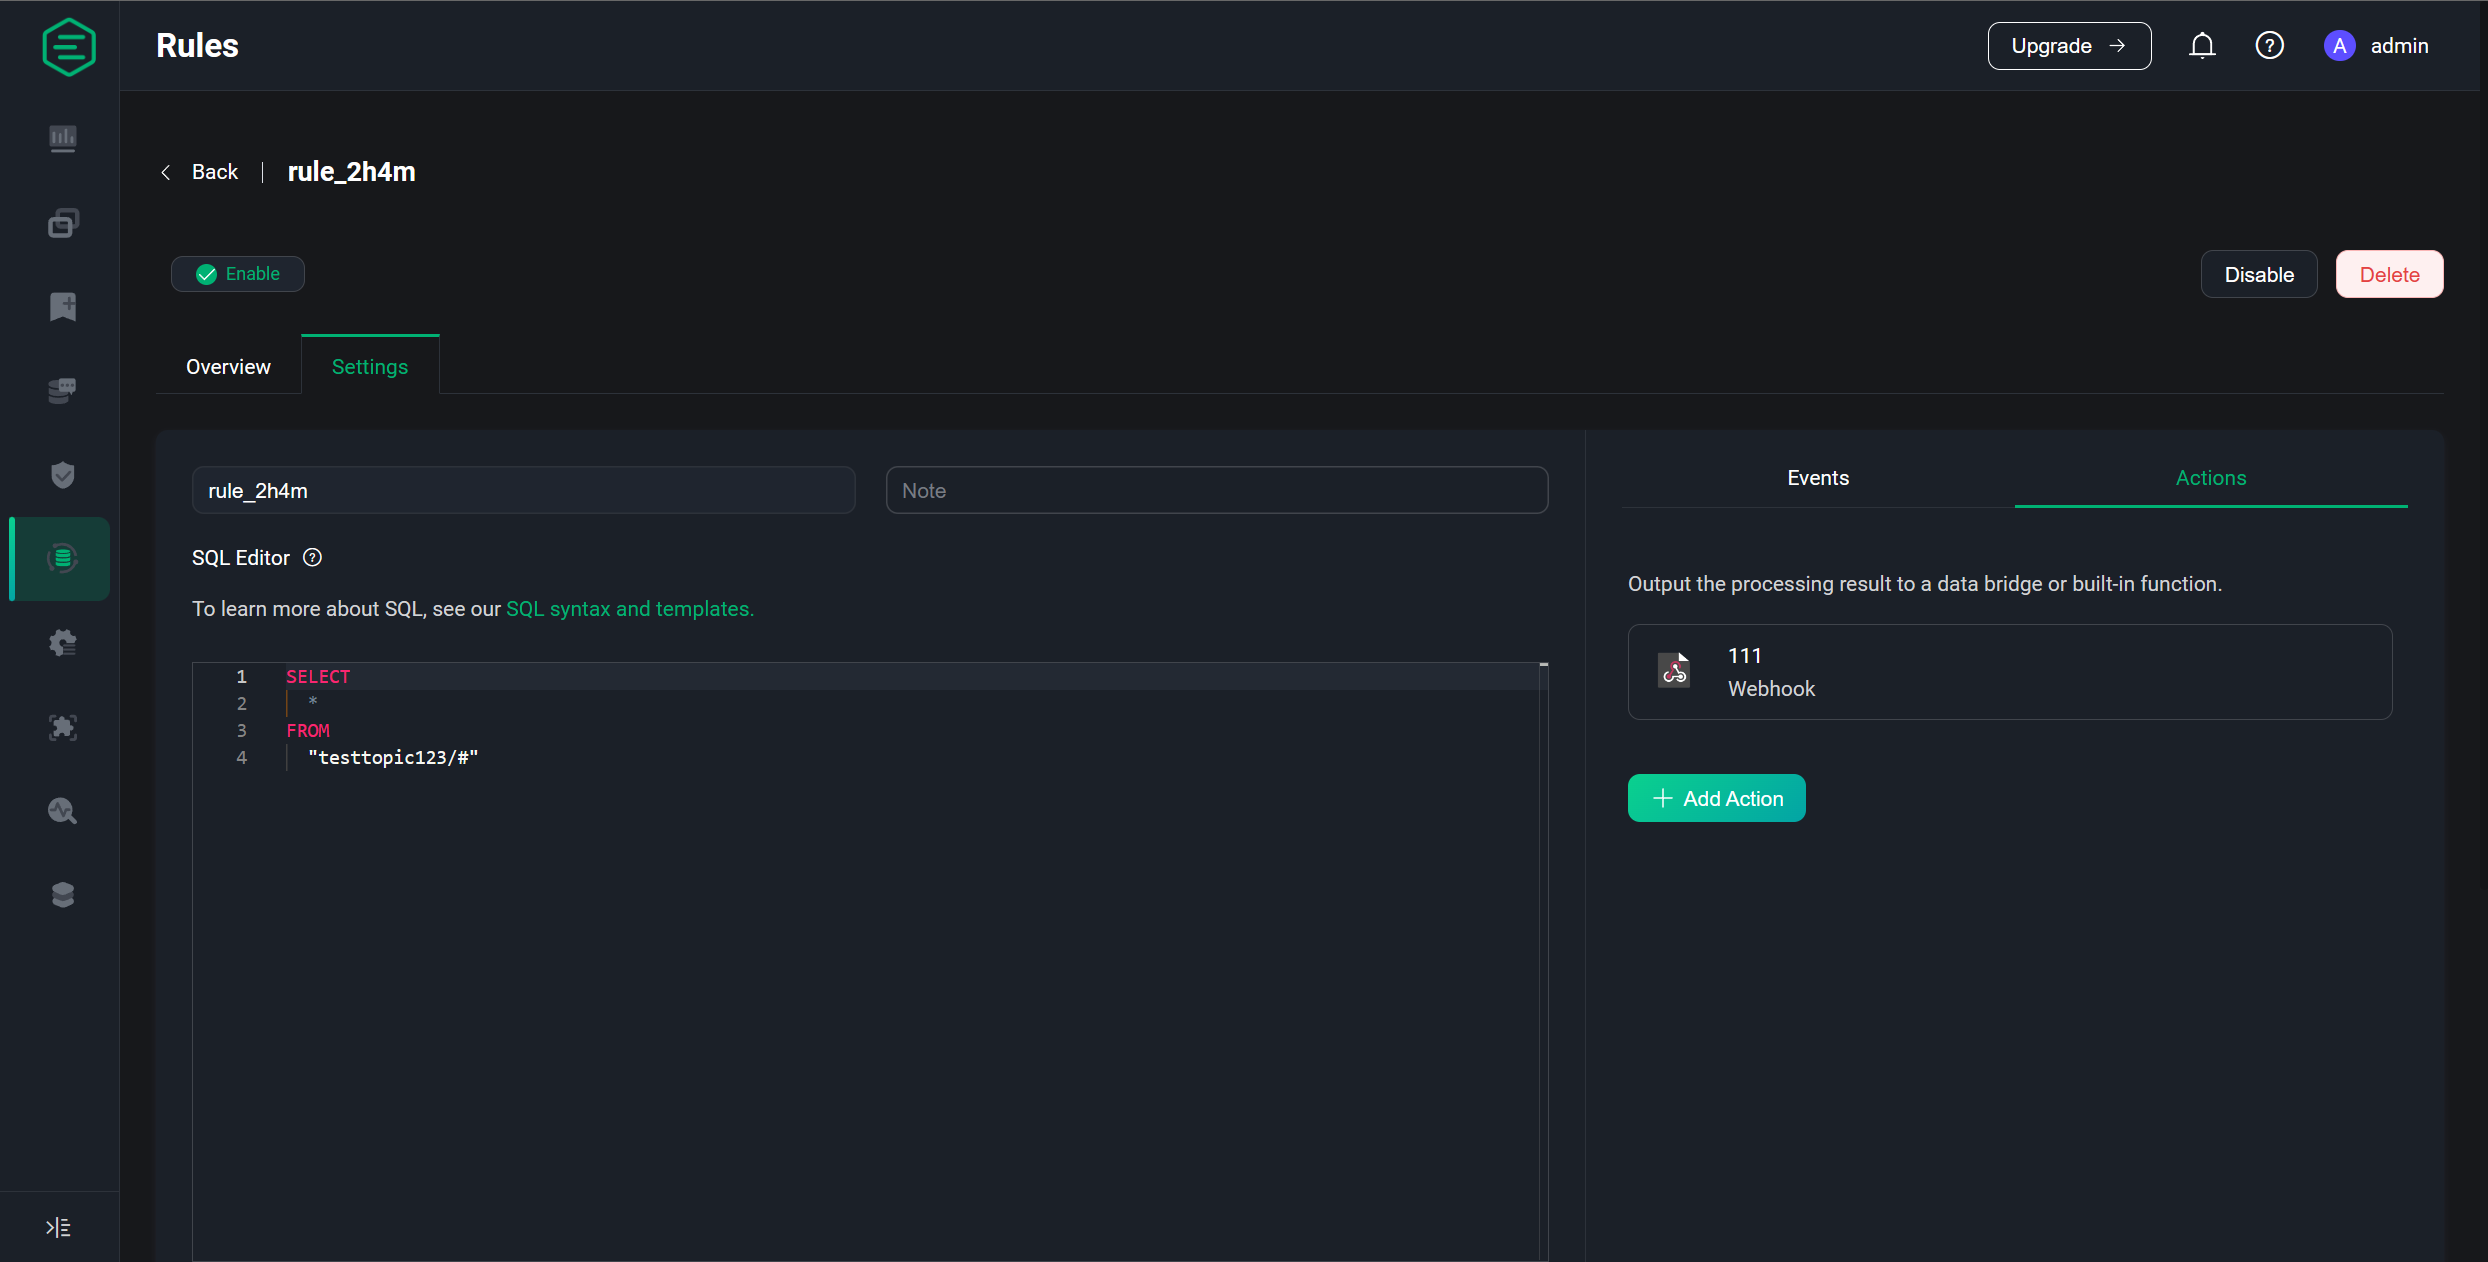 Rules
Upgrade →
?
A admin
Back | rule_2h4m
Enable
Disable
Delete
Overview
Settings
rule_2h4m
Note
SQL Editor ?
To learn more about SQL, see our SQL syntax and templates.
1 SELECT
2 *
3 FROM
4 "testtopic123/#"
Events
Actions
Output the processing result to a data bridge or built-in function.
111
Webhook
+ Add Action